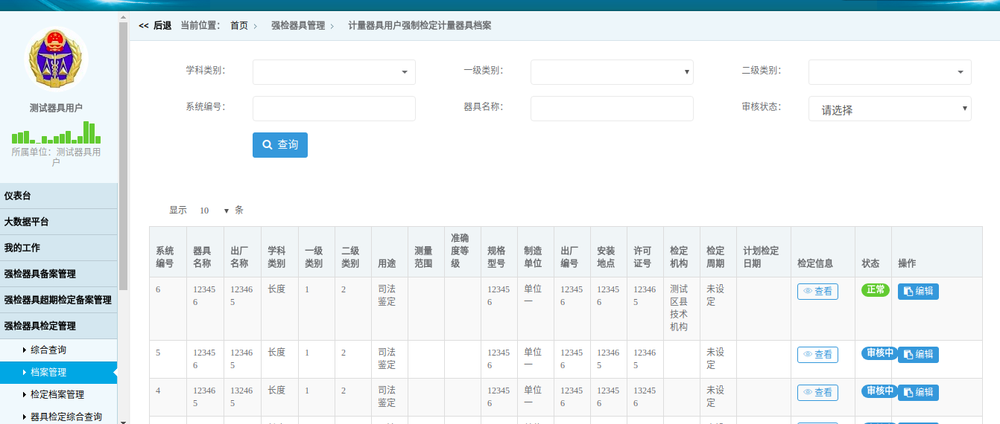 << 后退 当前位置： 首页 > 强检器具管理 > 计量器具用户强制检定计量器具档案
测试器具用户
所属单位：测试器具用
户
仪表台
大数据平台
我的工作
强检器具备案管理
强检器具超期检定备案管理
强检器具检定管理
综合查询
档案管理
检定档案管理
器具检定综合查询
学科类别： 一级类别： 二级类别：
系统编号： 器具名称： 审核状态： 请选择
查询
显示 10 条
系统编号 器具名称 出厂名称 学科类别 一级类别 二级类别 用途 测量范围 准确度等级 规格型号 制造单位 出厂编号 安装地点 许可证号 检定机构 检定周期 计划检定日期 检定信息 状态 操作
6 123456 123465 长度 1 2 司法鉴定 123456 单位一 123456 123456 123465 测试区县技术机构 未设定 查看 正常 编辑
5 123456 123465 长度 1 2 司法鉴定 123456 单位一 123456 123465 123465 未设定 查看 审核中 编辑
4 123465 132465 长度 1 2 司法鉴定 123456 单位一 123456 123456 132456 未设定 查看 审核中 编辑